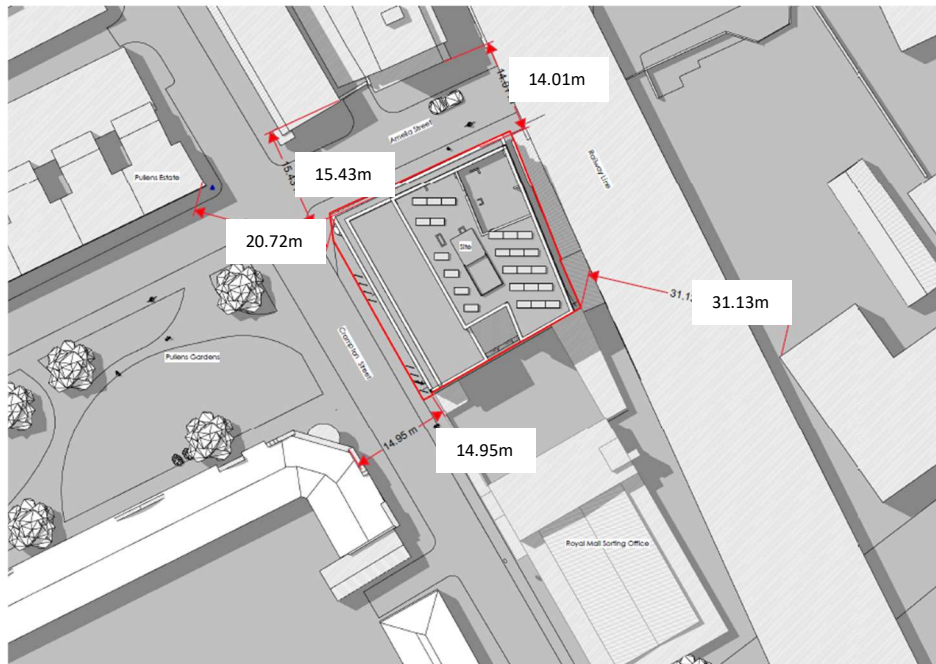 14.01m
Amelia Street
Railway Line
Pullens Estate
15.43m
20.72m
Site
31.13m
Crampton Street
Pullens Gardens
14.95 m
14.95m
Royal Mail Sorting Office